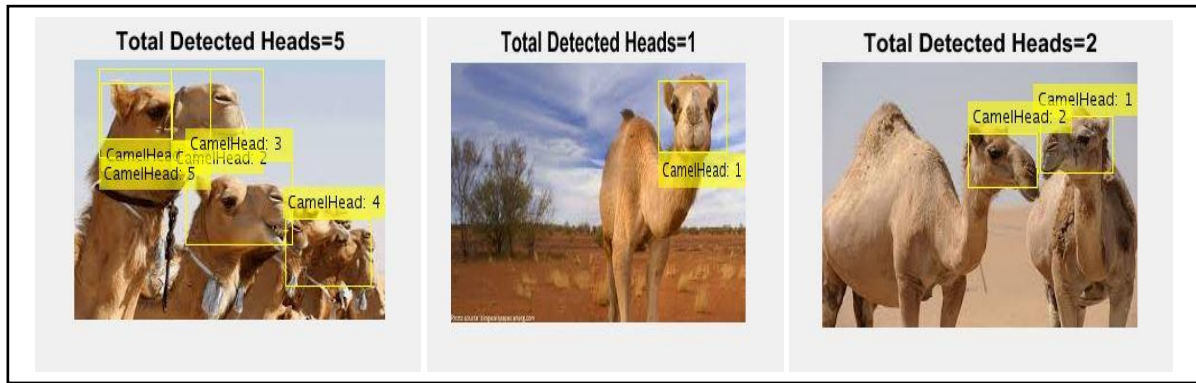 Total Detected Heads=5
CamelHead: 3
CamelHead
CamelHead: 2
CamelHead: 5
CamelHead: 4
Total Detected Heads=1
CamelHead: 1
Total Detected Heads=2
CamelHead: 1
CamelHead: 2